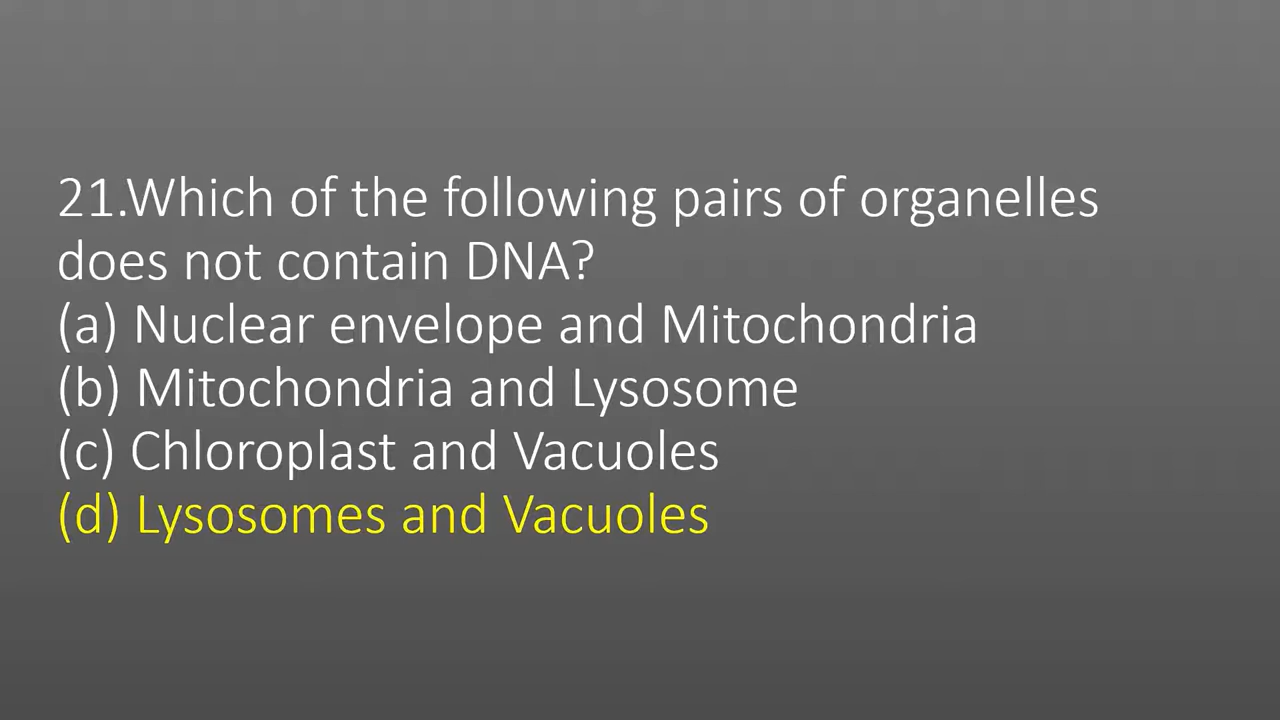 21.Which of the following pairs of organelles
does not contain DNA?
(a) Nuclear envelope and Mitochondria
(b) Mitochondria and Lysosome
(c) Chloroplast and Vacuoles
(d) Lysosomes and Vacuoles